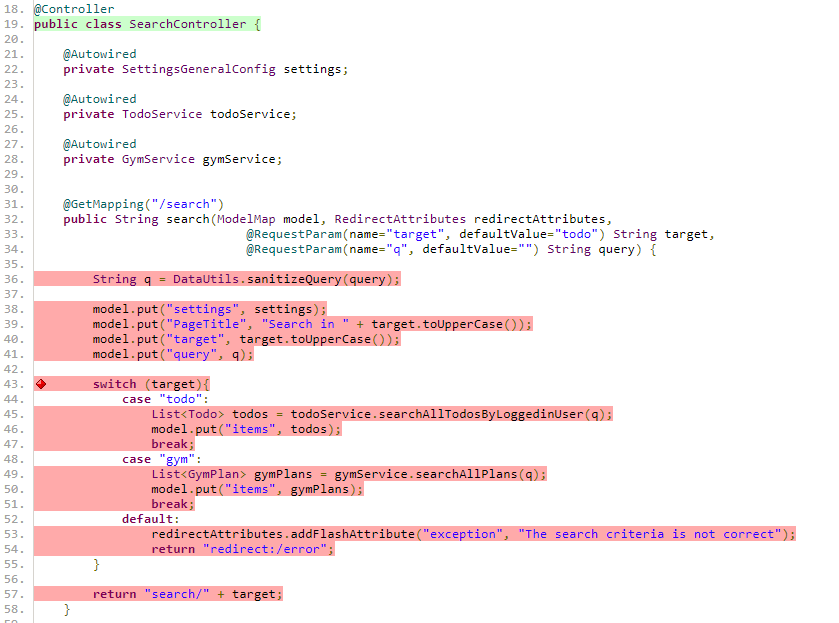 18. @Controller
19. public class SearchController {
20.
21.     @Autowired
22.     private SettingsGeneralConfig settings;
23.
24.     @Autowired
25.     private TodoService todoService;
26.
27.     @Autowired
28.     private GymService gymService;
29.
30.
31.     @GetMapping("/search")
32.     public String search(ModelMap model, RedirectAttributes redirectAttributes,
33.                              @RequestParam(name="target", defaultValue="todo") String target,
34.                              @RequestParam(name="q", defaultValue="") String query) {
35.
36.         String q = DataUtils.sanitizeQuery(query);
37.
38.         model.put("settings", settings);
39.         model.put("PageTitle", "Search in " + target.toUpperCase());
40.         model.put("target", target.toUpperCase());
41.         model.put("query", q);
42.
43.         switch (target){
44.             case "todo":
45.                 List<Todo> todos = todoService.searchAllTodosByLoggedinUser(q);
46.                 model.put("items", todos);
47.                 break;
48.             case "gym":
49.                 List<GymPlan> gymPlans = gymService.searchAllPlans(q);
50.                 model.put("items", gymPlans);
51.                 break;
52.             default:
53.                 redirectAttributes.addFlashAttribute("exception", "The search criteria is not correct");
54.                 return "redirect:/error";
55.         }
56.
57.         return "search/" + target;
58.     }